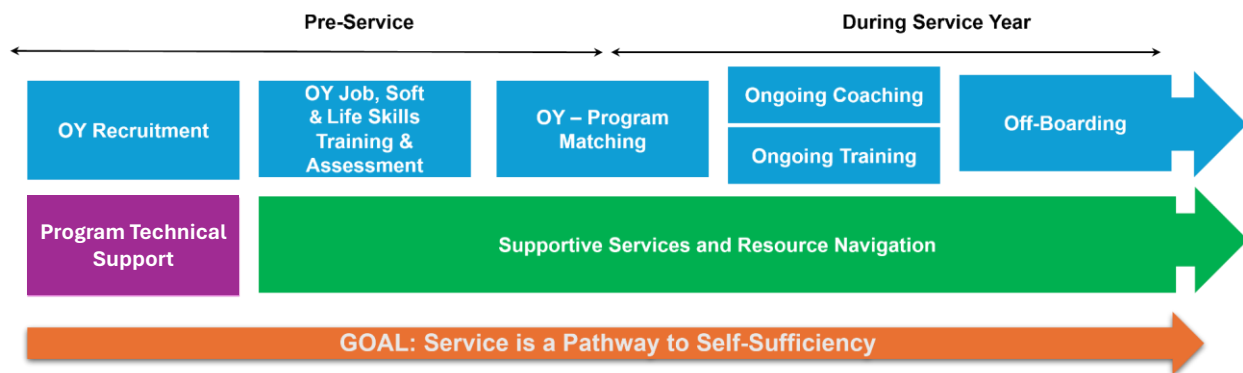 Pre-Service
During Service Year
OY Recruitment
OY Job, Soft
& Life Skills
Training &
Assessment
OY – Program
Matching
Ongoing Coaching
Ongoing Training
Off-Boarding
Program Technical
Support
Supportive Services and Resource Navigation
GOAL: Service is a Pathway to Self-Sufficiency